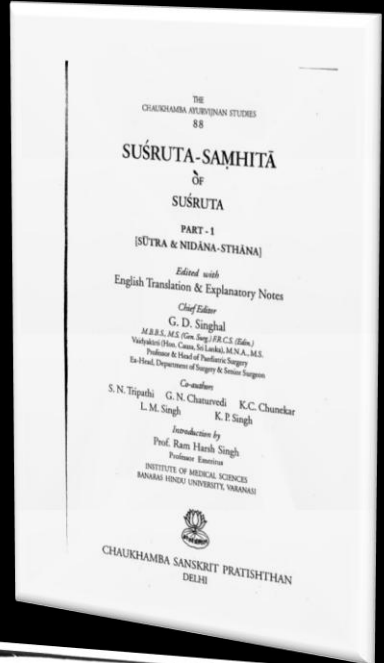 THE
CHAUKHAMBA AYURVIJNAN STUDIES
88
SUŚRUTA-SAṂHITĀ
OF
SUŚRUTA
PART - 1
[SŪTRA & NIDĀNA-STHĀNA]
Edited with
English Translation & Explanatory Notes
Chief Editor
G. D. Singhal
M.B.B.S., M.S. (Gen. Surg.) F.R.C.S. (Edin.)
Vaidyakirti (Hon. Causa, Sri Lanka), M.N.A., M.S.
Professor & Head of Paediatric Surgery
Ex-Head, Department of Surgery & Senior Surgeon
Co-authors
S. N. Tripathi G. N. Chaturvedi K.C. Chunekar
L. M. Singh K. P. Singh
Introduction by
Prof. Ram Harsh Singh
Professor Emeritus
INSTITUTE OF MEDICAL SCIENCES
BANARAS HINDU UNIVERSITY, VARANASI
CHAUKHAMBA SANSKRIT PRATISHTHAN
DELHI